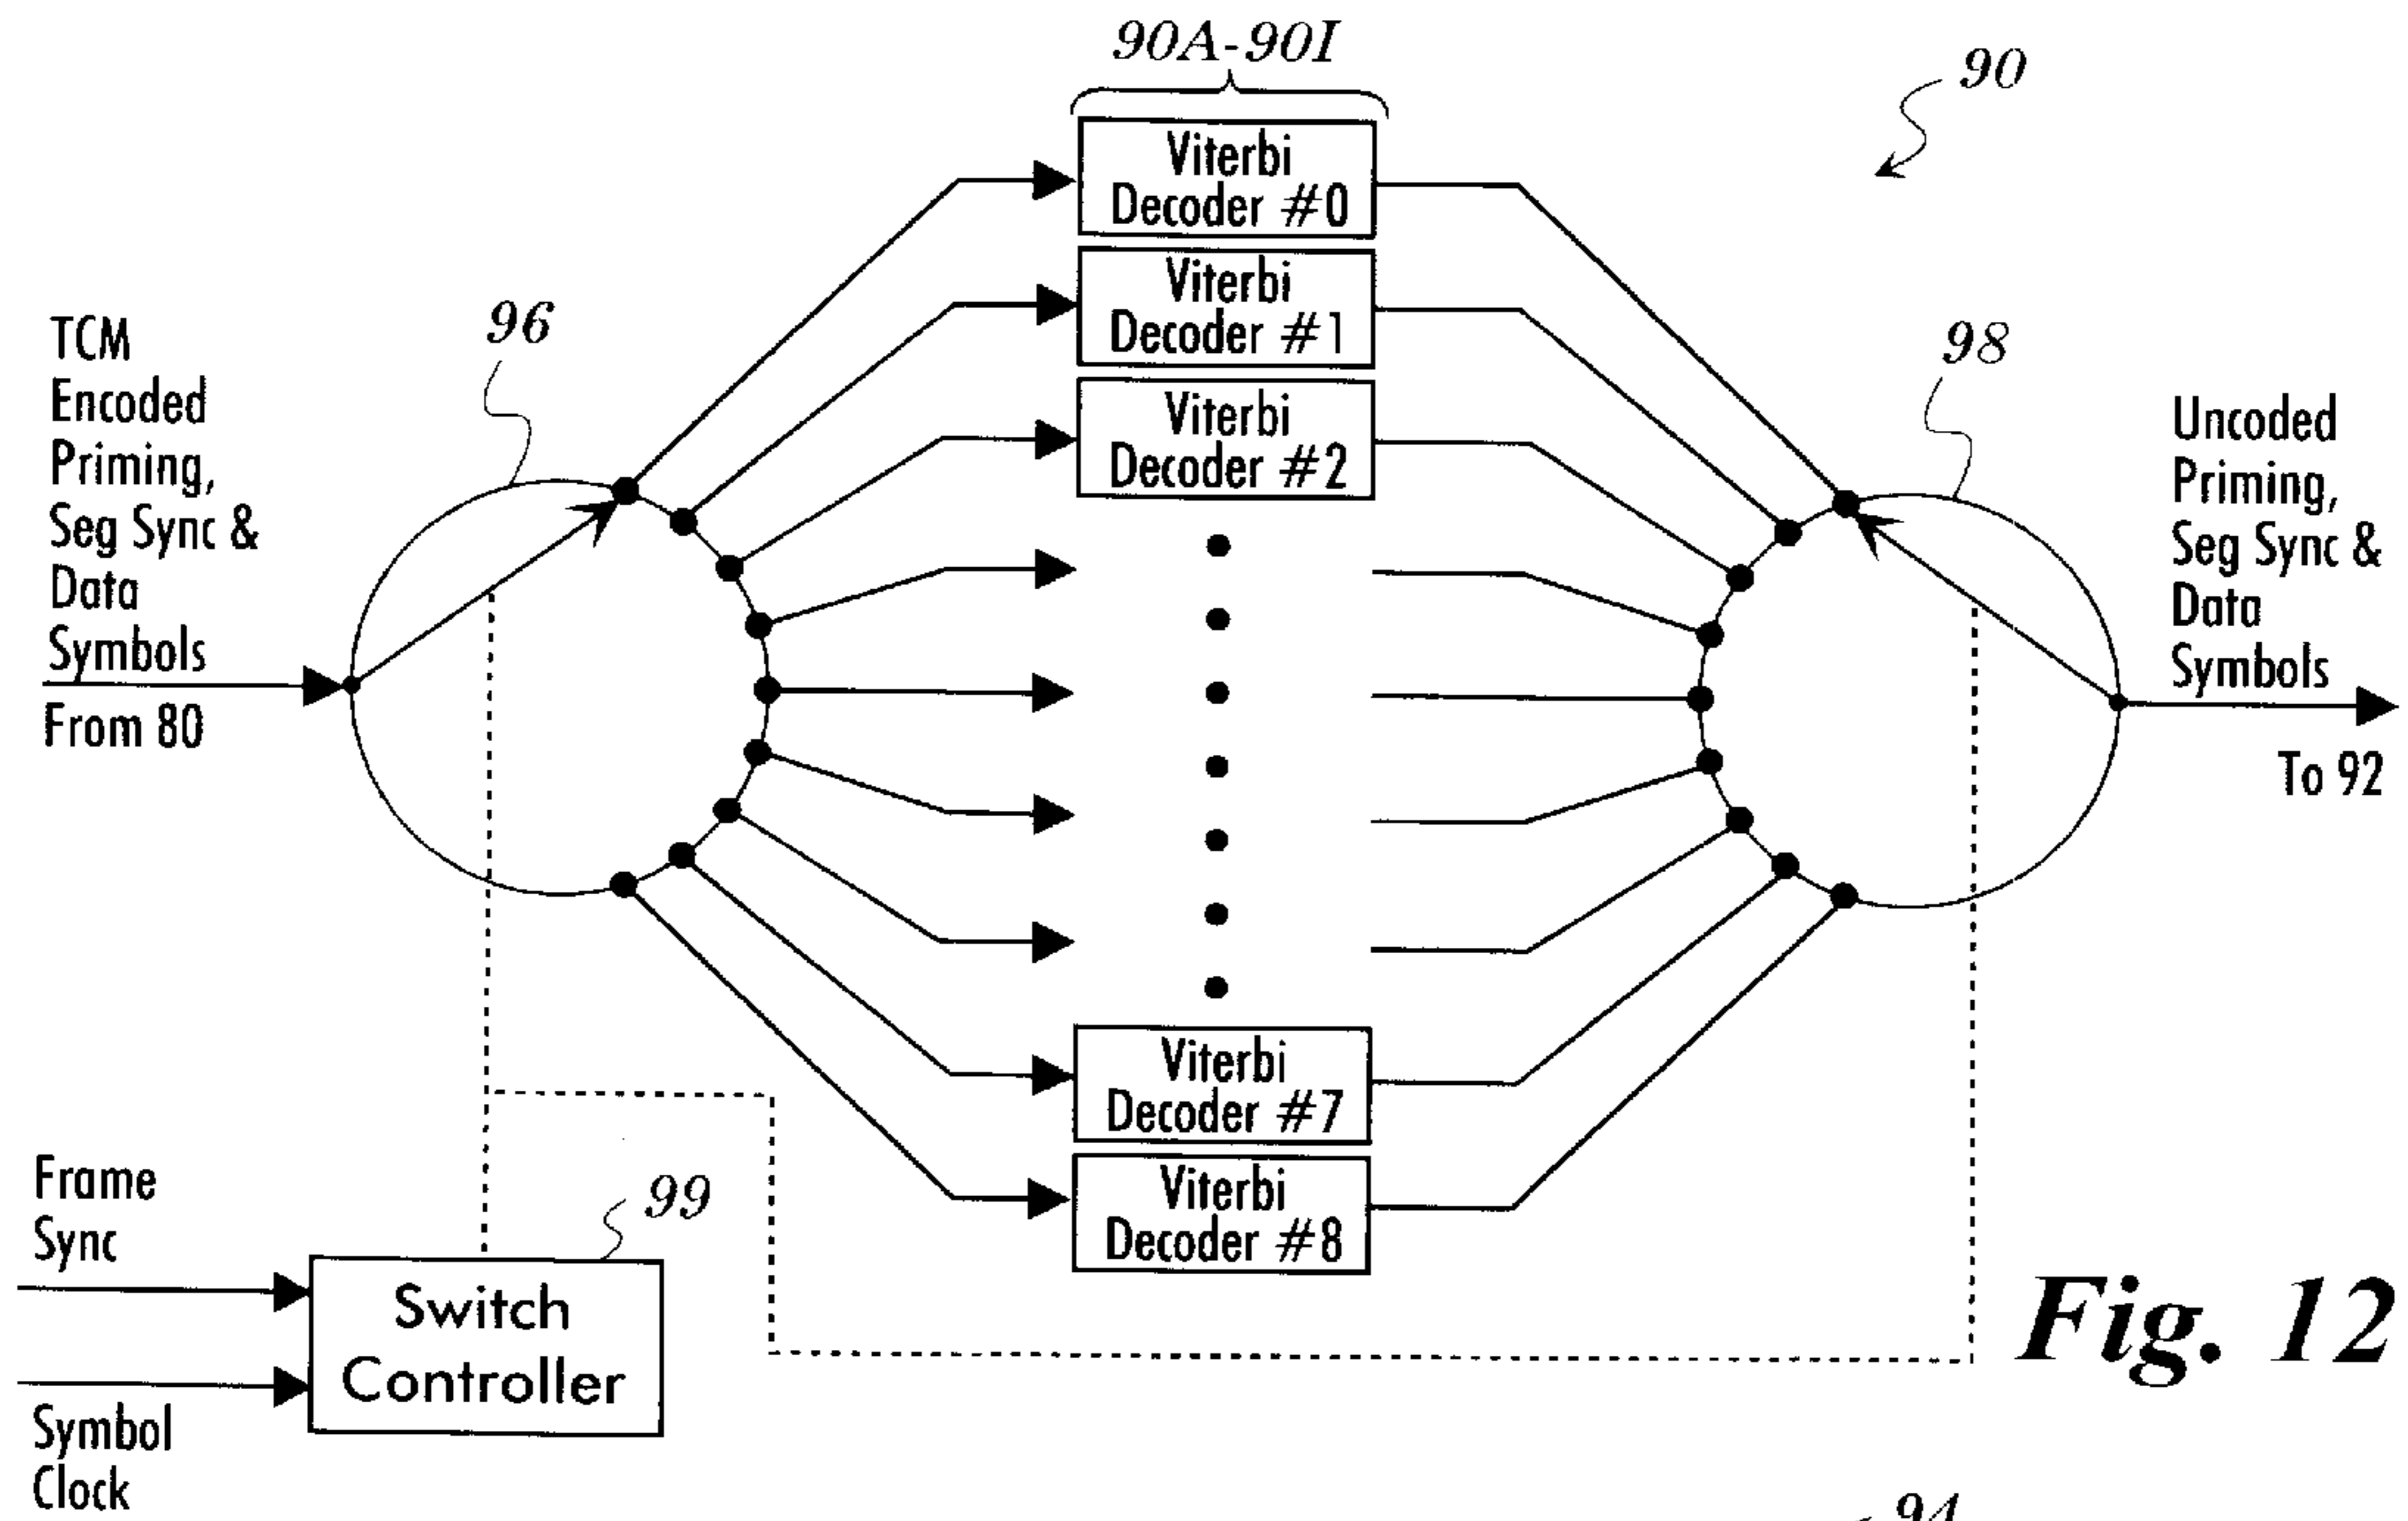 90A-90I
90
Viterbi
Decoder #0
Viterbi
Decoder #1
Viterbi
Decoder #2
96
98
TCM
Encoded
Priming,
Seg Sync &
Data
Symbols
From 80
Uncoded
Priming,
Seg Sync &
Data
Symbols
To 92
Viterbi
Decoder #7
Viterbi
Decoder #8
Frame
Sync
99
Switch
Controller
Symbol
Clock
Fig. 12
94